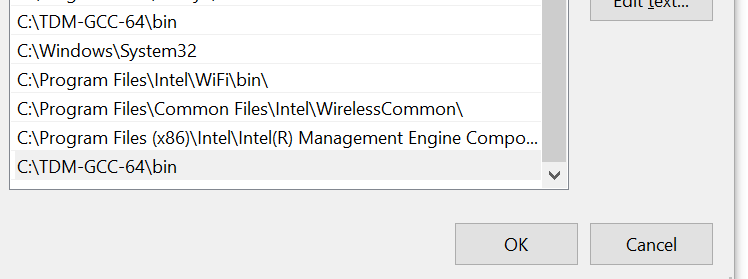 Edit text...
C:\TDM-GCC-64\bin
C:\Windows\System32
C:\Program Files\Intel\WiFi\bin\
C:\Program Files\Common Files\Intel\WirelessCommon\
C:\Program Files (x86)\Intel\Intel(R) Management Engine Compo...
C:\TDM-GCC-64\bin
OK
Cancel